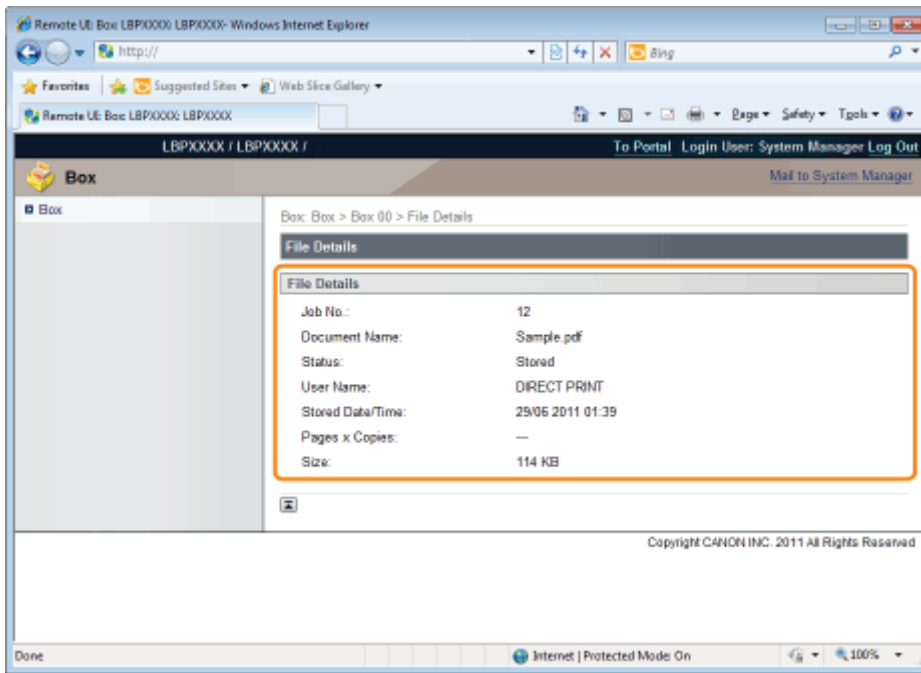 Remote UI: Box: LBPXXXX: LBPXXXX- Windows Internet Explorer
http://
Bing
Favorites Suggested Sites Web Slice Gallery
Remote UI: Box: LBPXXXX: LBPXXXX Page Safety Tools
LBPXXXX / LBPXXXX / To Portal Login User: System Manager Log Out
Box Mail to System Manager
Box
Box: Box > Box 00 > File Details
File Details
File Details
Job No.: 12
Document Name: Sample.pdf
Status: Stored
User Name: DIRECT PRINT
Stored Date/Time: 29/06 2011 01:39
Pages x Copies: ---
Size: 114 KB
Copyright CANON INC. 2011 All Rights Reserved
Done Internet | Protected Mode: On 100%